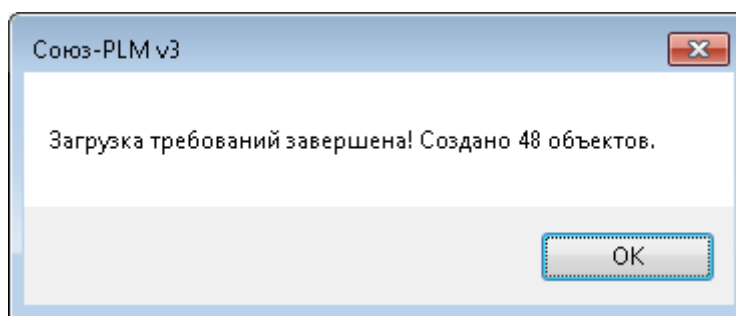 Союз-PLM v3
Загрузка требований завершена! Создано 48 объектов.
OK